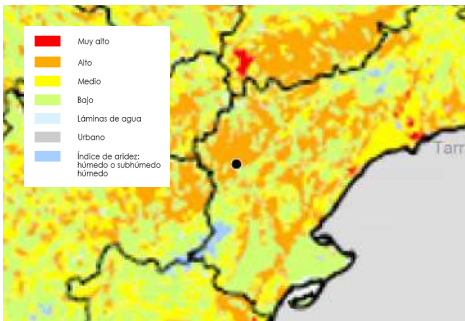 Muy alto
Alto
Medio
Bajo
Láminas de agua
Urbano
Índice de aridez:
húmedo o subhúmedo
húmedo
Tarr